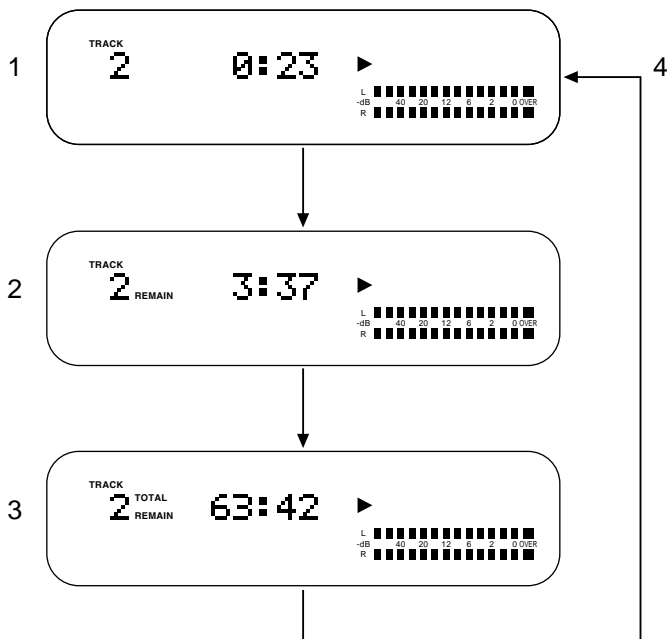 TRACK
1 2 0:23 4
L
-dB 40 20 12 6 2 0 OVER
R
TRACK
2 2 REMAIN 3:37
L
-dB 40 20 12 6 2 0 OVER
R
TRACK
3 2 TOTAL 63:42
REMAIN
L
-dB 40 20 12 6 2 0 OVER
R